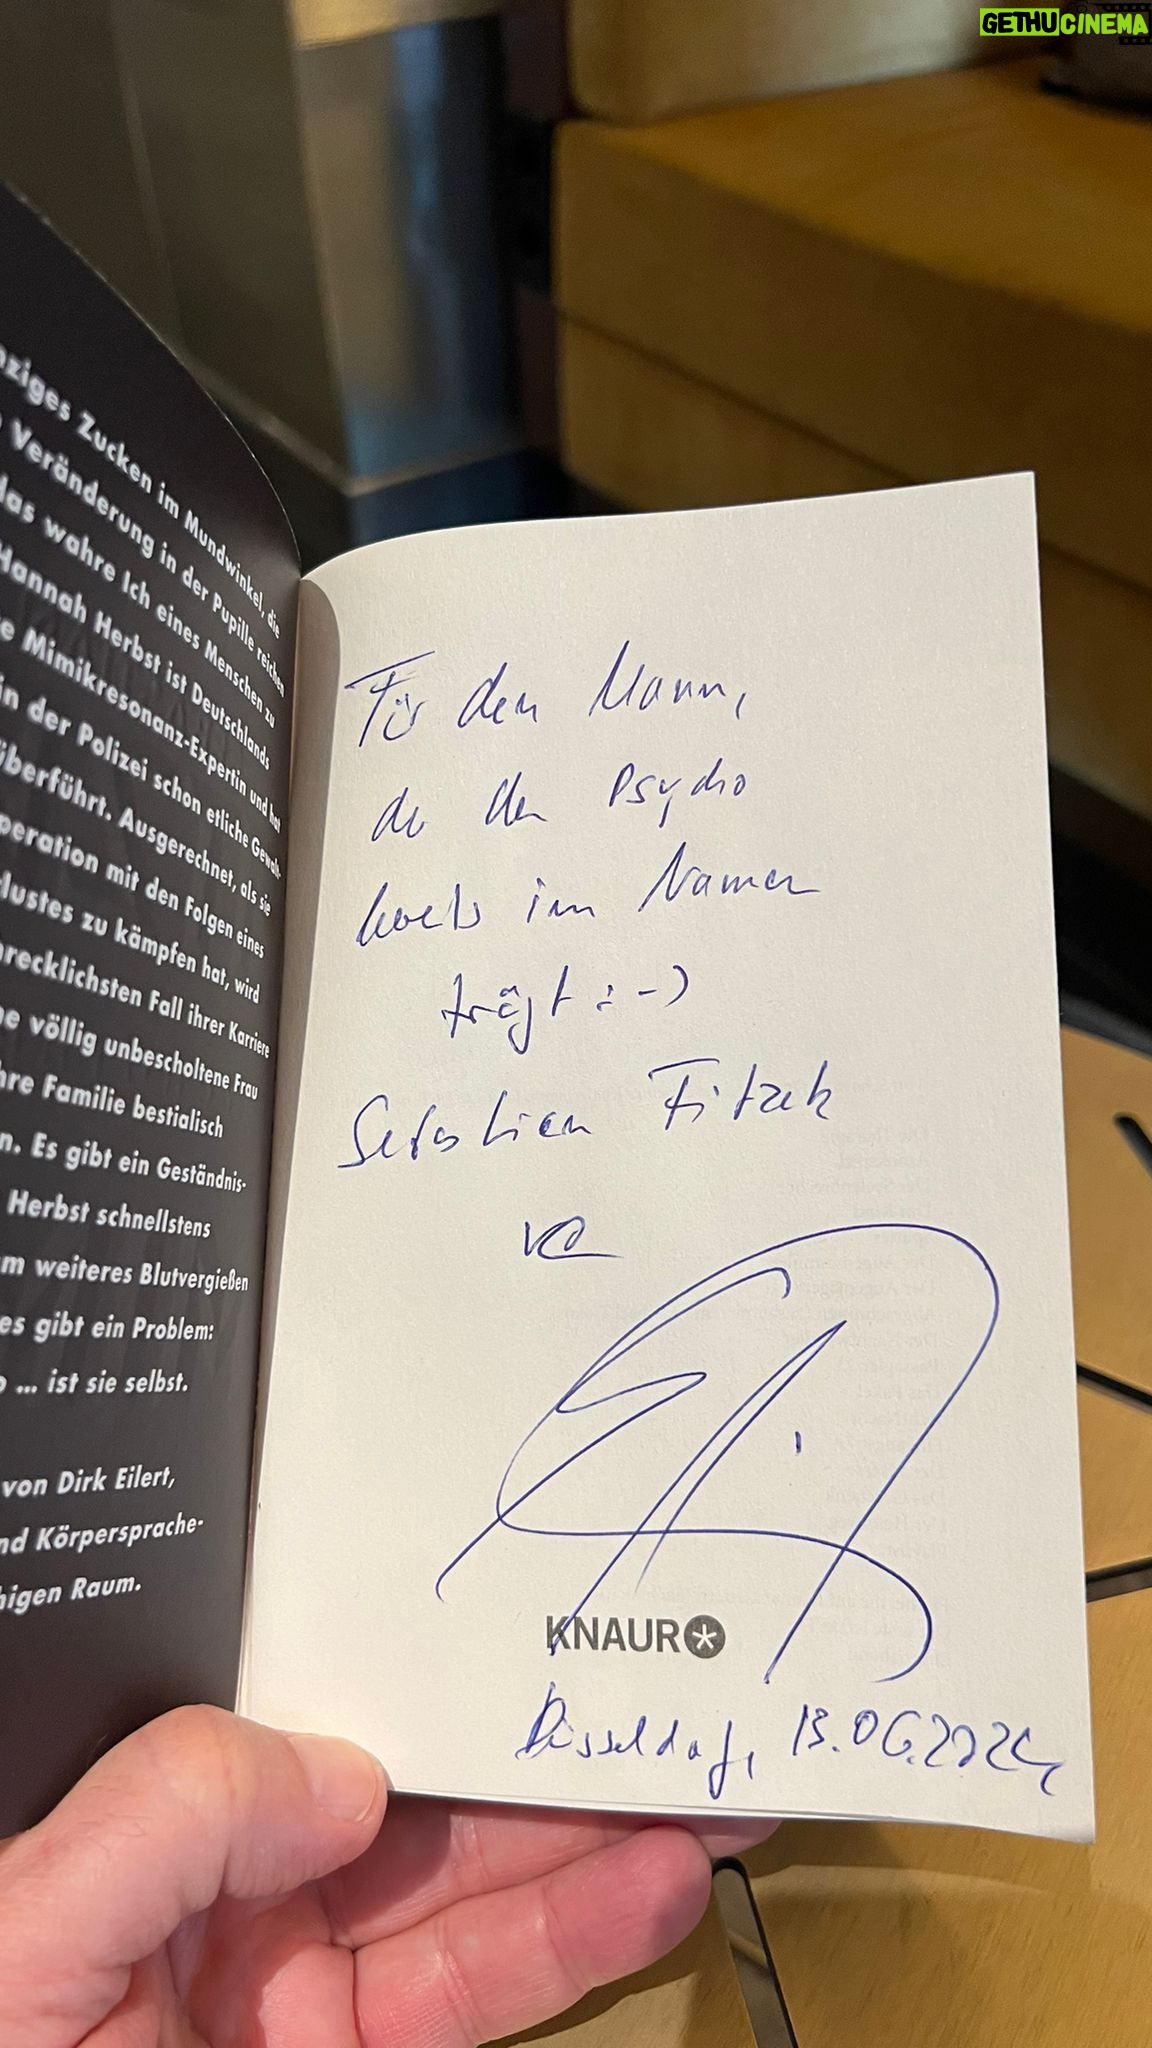 GETHUCINEMA
nziges Zucken im Mundwinkel, die
Veränderung in der Pupille reichen
das wahre Ich eines Menschen zu
Hannah Herbst ist Deutschlands
e Mimikresonanz-Expertin und hat
in der Polizei schon etliche Gewalt-
überführt. Ausgerechnet, als sie
peration mit den Folgen eines
lustes zu kämpfen hat, wird
hrecklichsten Fall ihrer Karriere
ne völlig unbescholtene Frau
hre Familie bestialisch
n. Es gibt ein Geständnis-
Herbst schnellstens
m weiteres Blutvergießen
es gibt ein Problem:
o ... ist sie selbst.
von Dirk Eilert,
nd Körpersprache-
higen Raum.
Für den Mann,
der den Psycho
bereits im Namen
trägt :-)
Sebastian Fitzek
KNAUR
Düsseldorf, 13.06.2024